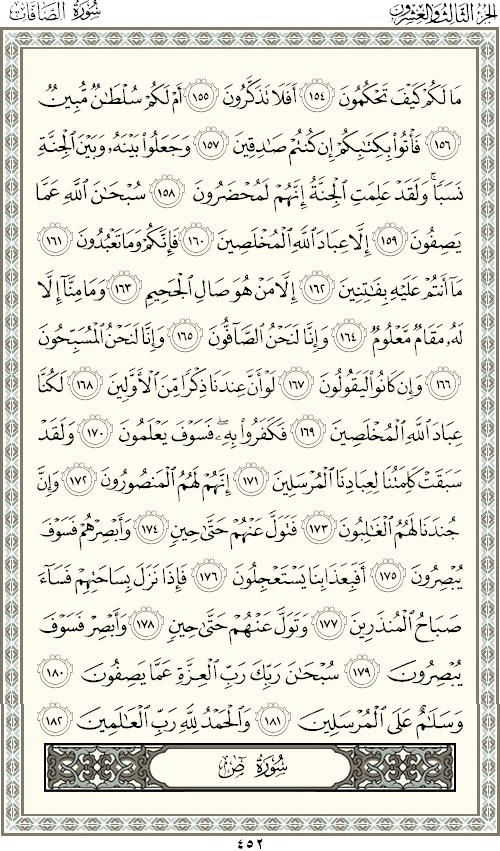 الجزء الثالث والعشرون
سُورَةُ الصَّافَّات
مَا لَكُمْ كَيْفَ تَحْكُمُونَ ١٥٤ أَفَلَا تَذَكَّرُونَ ١٥٥ أَمْ لَكُمْ سُلْطَٰنٌ مُّبِينٌ
١٥٦ فَأْتُوا۟ بِكِتَٰبِكُمْ إِن كُنتُمْ صَٰدِقِينَ ١٥٧ وَجَعَلُوا۟ بَيْنَهُۥ وَبَيْنَ ٱلْجِنَّةِ
نَسَبًا ۚ وَلَقَدْ عَلِمَتِ ٱلْجِنَّةُ إِنَّهُمْ لَمُحْضَرُونَ ١٥٨ سُبْحَٰنَ ٱللَّهِ عَمَّا
يَصِفُونَ ١٥٩ إِلَّا عِبَادَ ٱللَّهِ ٱلْمُخْلَصِينَ ١٦٠ فَإِنَّكُمْ وَمَا تَعْبُدُونَ ١٦١
مَآ أَنتُمْ عَلَيْهِ بِفَٰتِنِينَ ١٦٢ إِلَّا مَنْ هُوَ صَالِ ٱلْجَحِيمِ ١٦٣ وَمَا مِنَّآ إِلَّا
لَهُۥ مَقَامٌ مَّعْلُومٌ ١٦٤ وَإِنَّا لَنَحْنُ ٱلصَّآفُّونَ ١٦٥ وَإِنَّا لَنَحْنُ ٱلْمُسَبِّحُونَ
١٦٦ وَإِن كَانُوا۟ لَيَقُولُونَ ١٦٧ لَوْ أَنَّ عِندَنَا ذِكْرًا مِّنَ ٱلْأَوَّلِينَ ١٦٨ لَكُنَّا
عِبَادَ ٱللَّهِ ٱلْمُخْلَصِينَ ١٦٩ فَكَفَرُوا۟ بِهِۦ ۖ فَسَوْفَ يَعْلَمُونَ ١٧٠ وَلَقَدْ
سَبَقَتْ كَلِمَتُنَا لِعِبَادِنَا ٱلْمُرْسَلِينَ ١٧١ إِنَّهُمْ لَهُمُ ٱلْمَنصُورُونَ ١٧٢ وَإِنَّ
جُندَنَا لَهُمُ ٱلْغَٰلِبُونَ ١٧٣ فَتَوَلَّ عَنْهُمْ حَتَّىٰ حِينٍ ١٧٤ وَأَبْصِرْهُمْ فَسَوْفَ
يُبْصِرُونَ ١٧٥ أَفَبِعَذَابِنَا يَسْتَعْجِلُونَ ١٧٦ فَإِذَا نَزَلَ بِسَاحَتِهِمْ فَسَآءَ
صَبَاحُ ٱلْمُنذَرِينَ ١٧٧ وَتَوَلَّ عَنْهُمْ حَتَّىٰ حِينٍ ١٧٨ وَأَبْصِرْ فَسَوْفَ
يُبْصِرُونَ ١٧٩ سُبْحَٰنَ رَبِّكَ رَبِّ ٱلْعِزَّةِ عَمَّا يَصِفُونَ ١٨٠
وَسَلَٰمٌ عَلَى ٱلْمُرْسَلِينَ ١٨١ وَٱلْحَمْدُ لِلَّهِ رَبِّ ٱلْعَٰلَمِينَ ١٨٢
سُورَةُ صٓ
٤٥٢